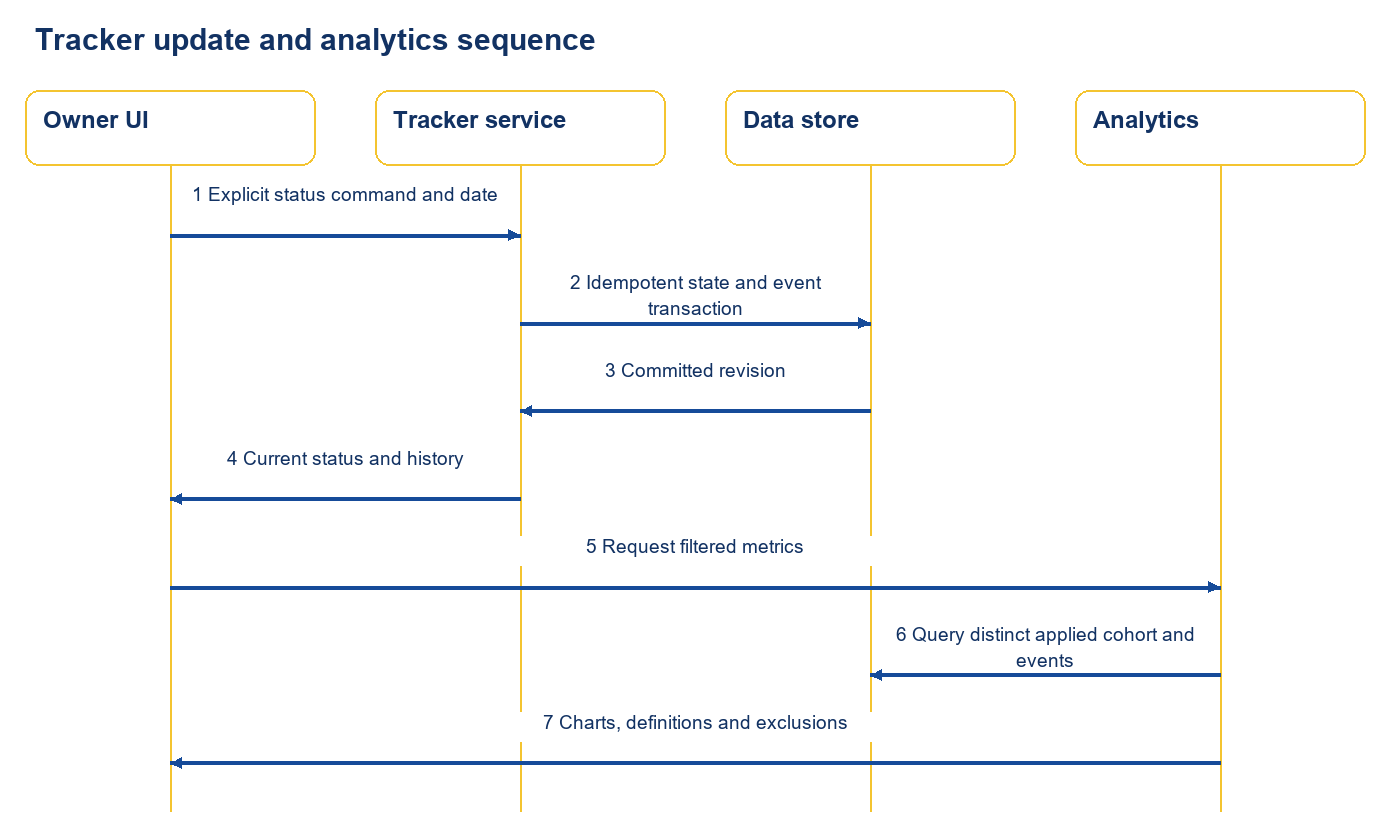 Tracker update and analytics sequence
Owner UI
Tracker service
Data store
Analytics
1 Explicit status command and date
2 Idempotent state and event
transaction
3 Committed revision
4 Current status and history
5 Request filtered metrics
6 Query distinct applied cohort and
events
7 Charts, definitions and exclusions